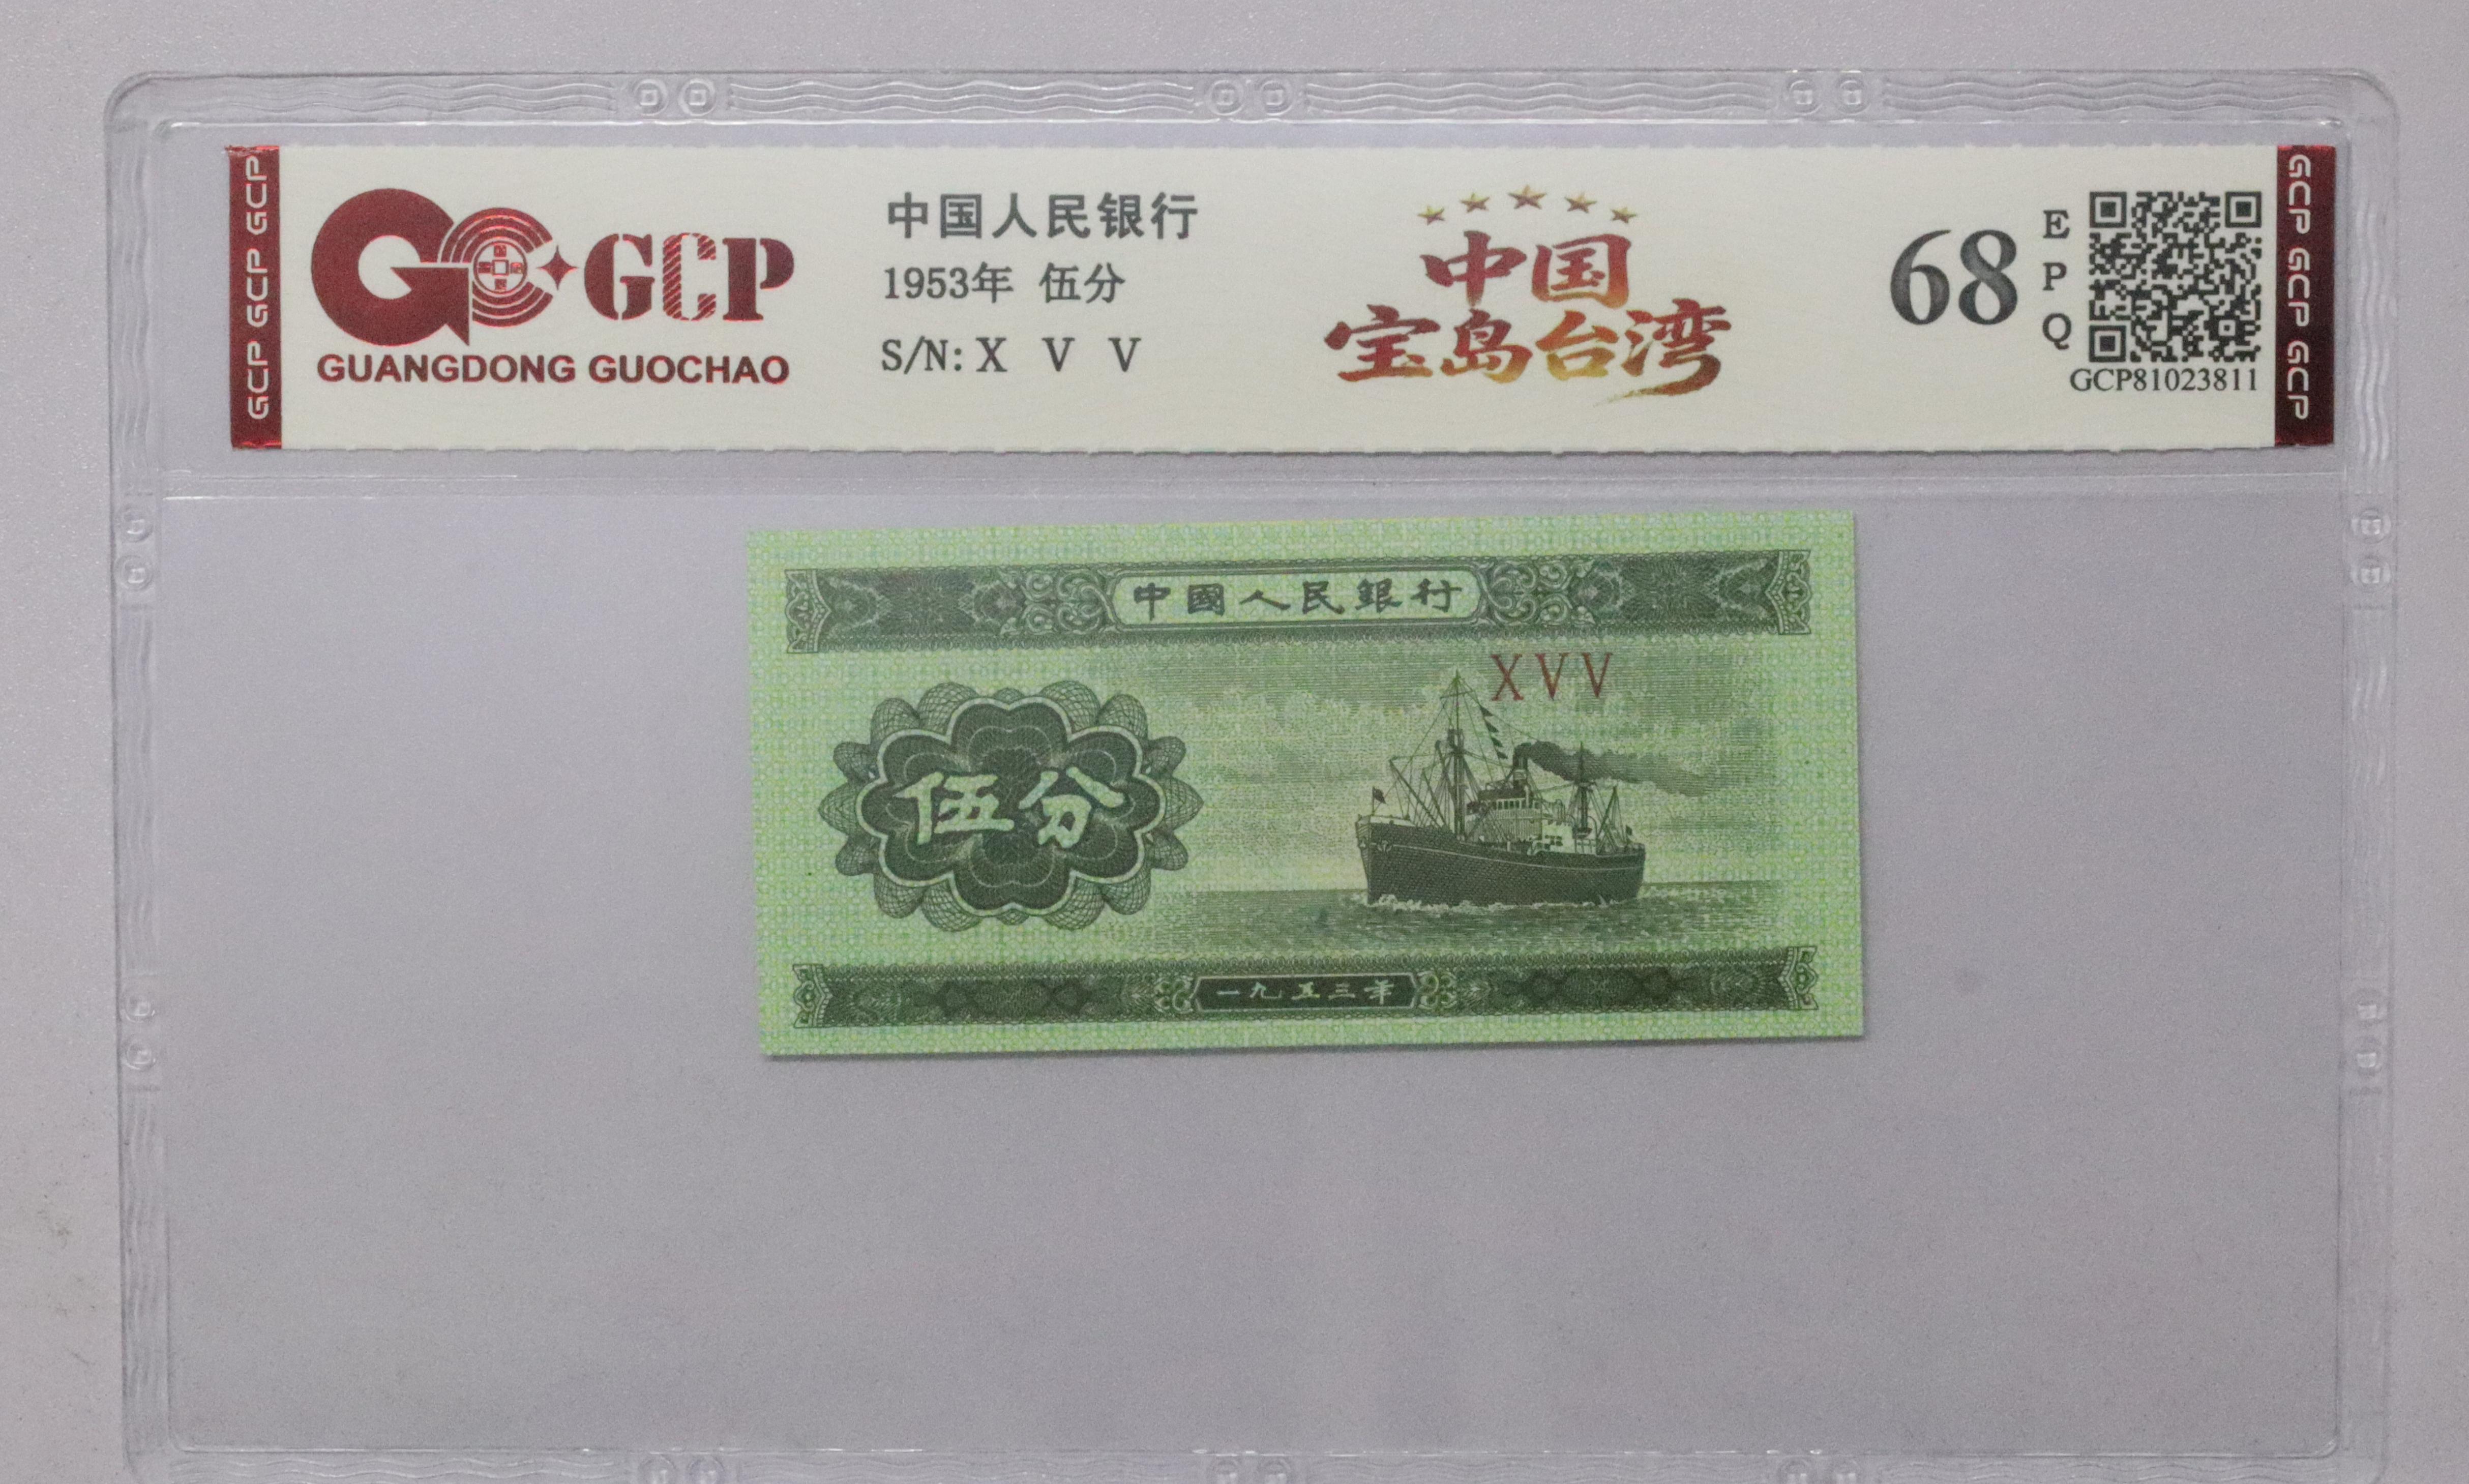 GCP GCP GCP
GCP
GUANGDONG GUOCHAO
中国人民银行
1953年 伍分
S/N: X V V
中国
宝岛台湾
68
E
P
Q
GCP81023811
GCP GCP GCP
中國人民銀行
XVV
伍分
一九五三年